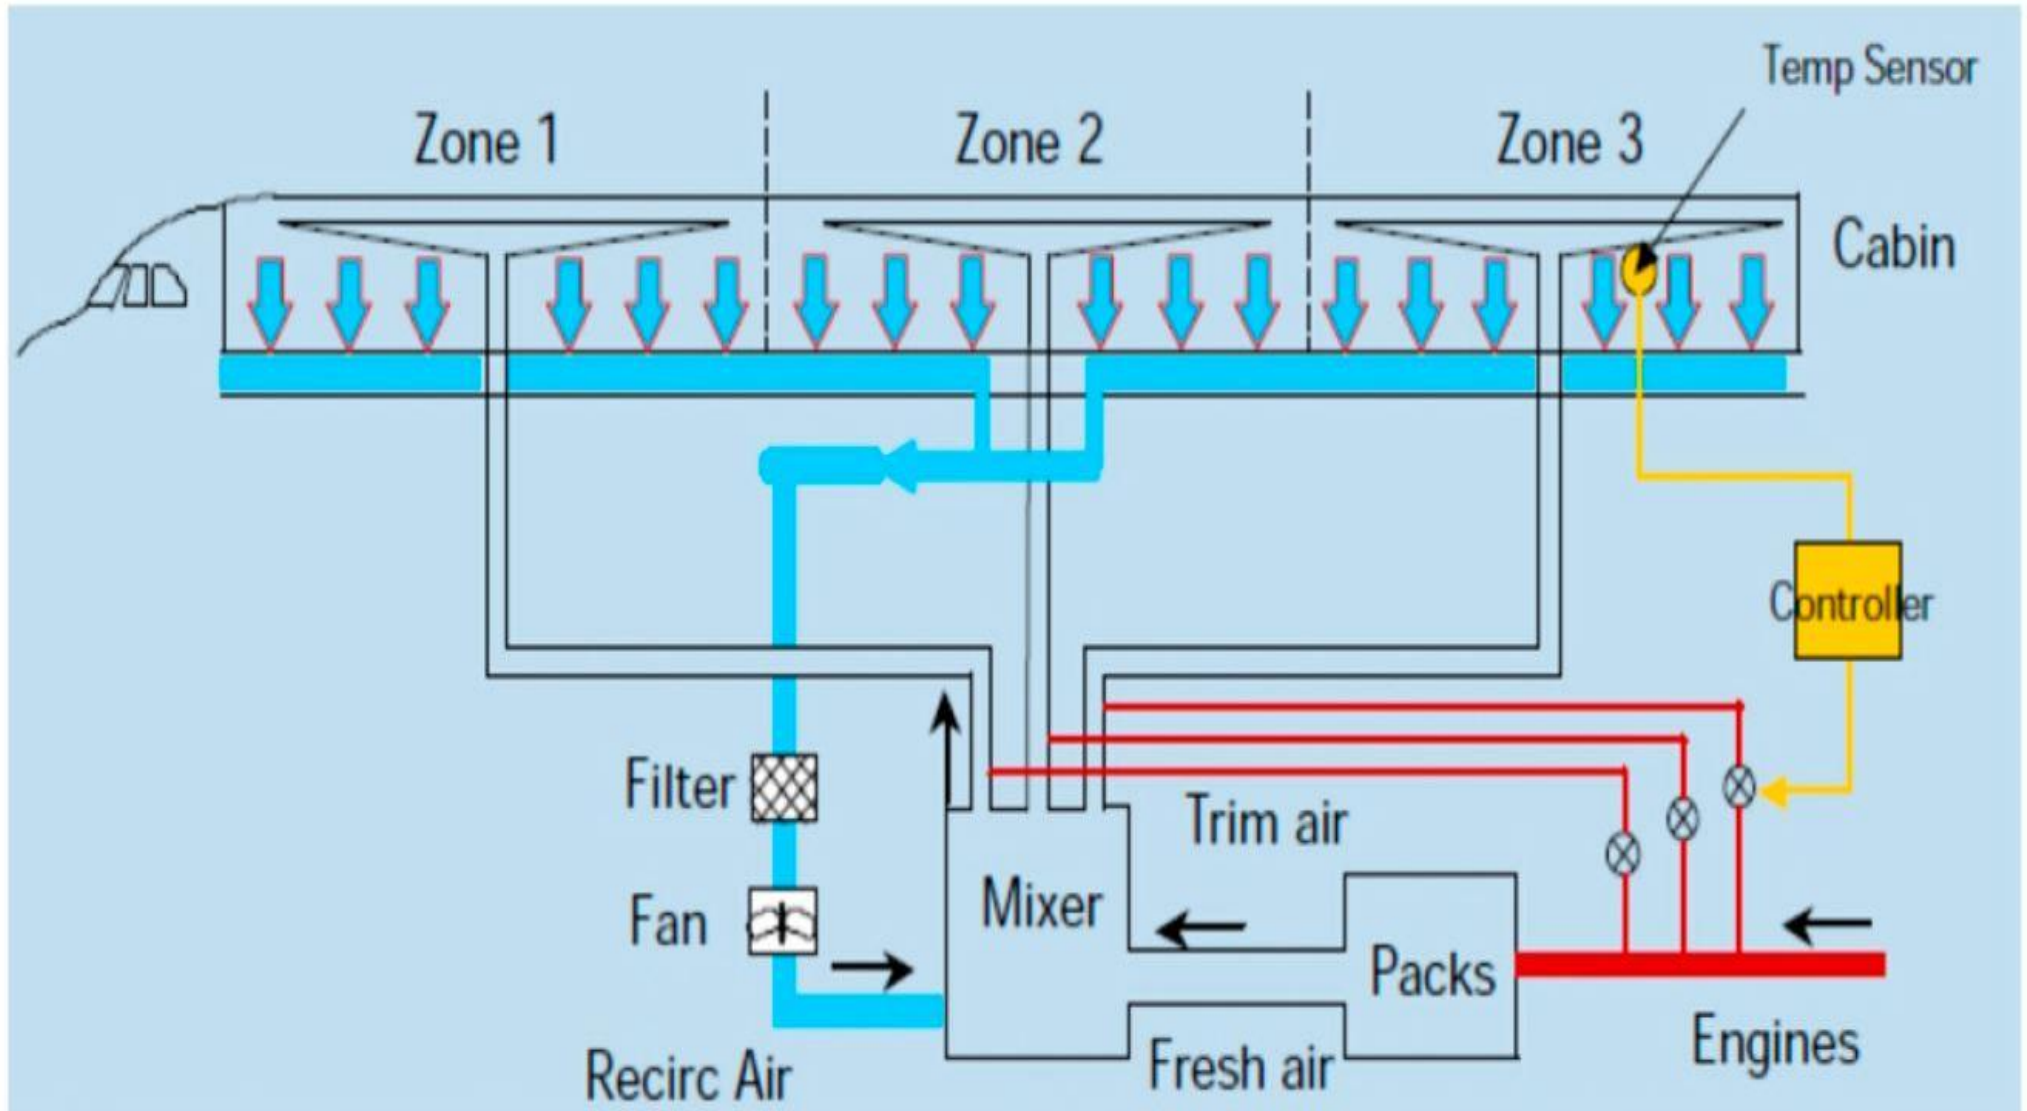 Temp Sensor
Zone 1
Zone 2
Zone 3
Cabin
Controller
Filter
Trim air
Fan
Mixer
Packs
Engines
Fresh air
Recirc Air